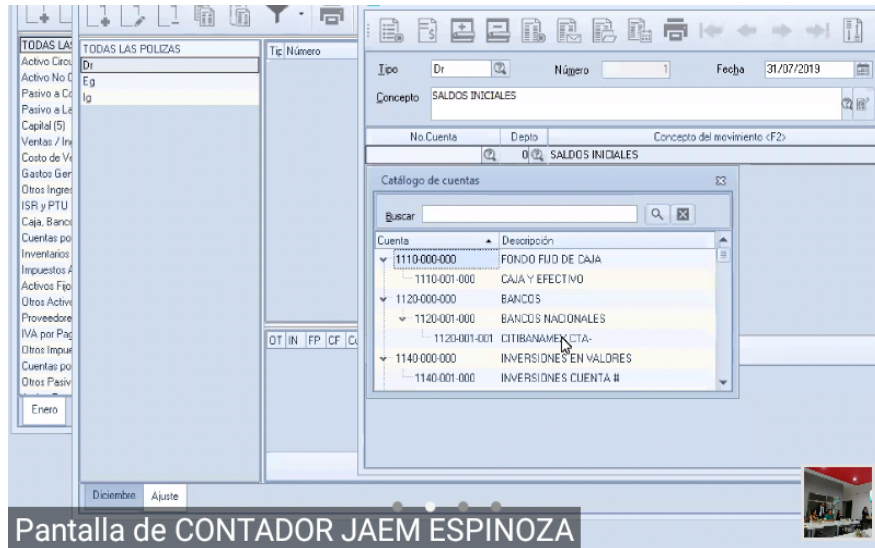 TODAS LA
Activo Circu
Activo No C
Pasivo a Co
Pasivo a La
Capital (5)
Ventas / In
Costo de Ve
Gastos Ger
Otros Ingres
ISR y PTU
Caja, Banco
Cuentas po
Inventarios
Impuestos A
Activos Fijo
Otros Activo
Proveedore
IVA por Pag
Otros Impue
Cuentas po
Otros Pasiv
Enero
TODAS LAS POLIZAS
Dr
Eg
Ig
Diciembre Ajuste
Tip Número
OT IN FP CF
Tipo Dr Número 1 Fecha 31/07/2019
Concepto SALDOS INICIALES
No.Cuenta Depto Concepto del movimiento <F2>
0 SALDOS INICIALES
Catálogo de cuentas
Buscar
Cuenta Descripción
1110-000-000 FONDO FIJO DE CAJA
1110-001-000 CAJA Y EFECTIVO
1120-000-000 BANCOS
1120-001-000 BANCOS NACIONALES
1120-001-001 CITIBANAMEX CTA-
1140-000-000 INVERSIONES EN VALORES
1140-001-000 INVERSIONES CUENTA #
Pantalla de CONTADOR JAEM ESPINOZA